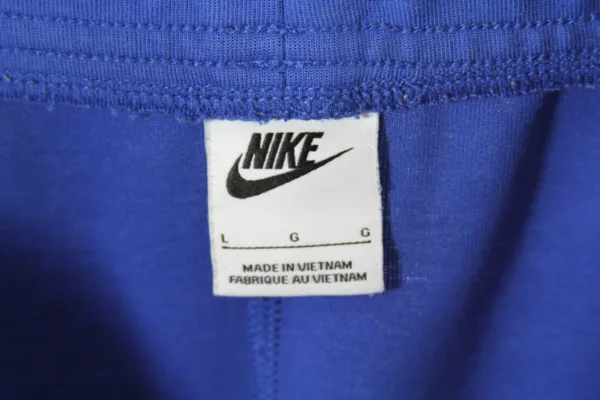 NIKE
L G G
MADE IN VIETNAM
FABRIQUE AU VIETNAM